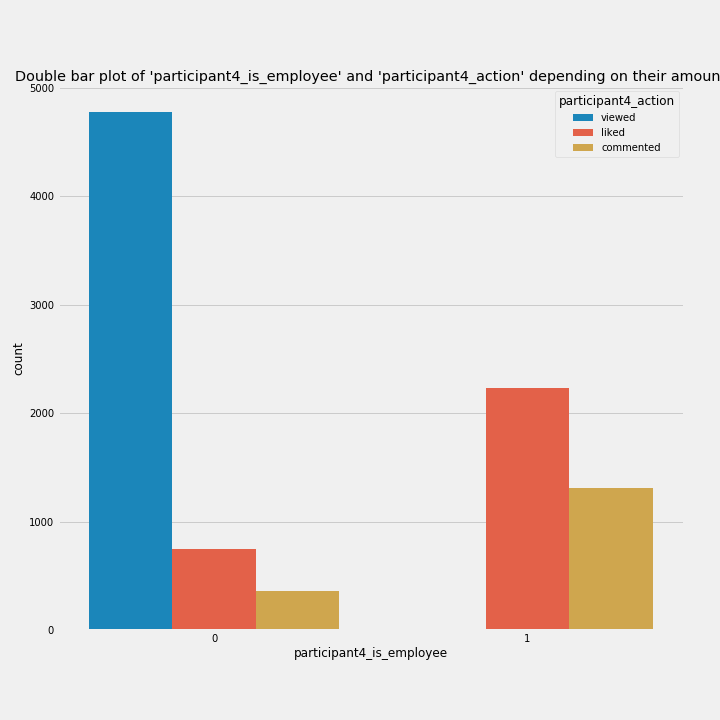 Double bar plot of 'participant4_is_employee' and 'participant4_action' depending on their amoun
participant4_action
viewed
liked
commented
5000
4000
3000
2000
1000
0
count
0 1
participant4_is_employee